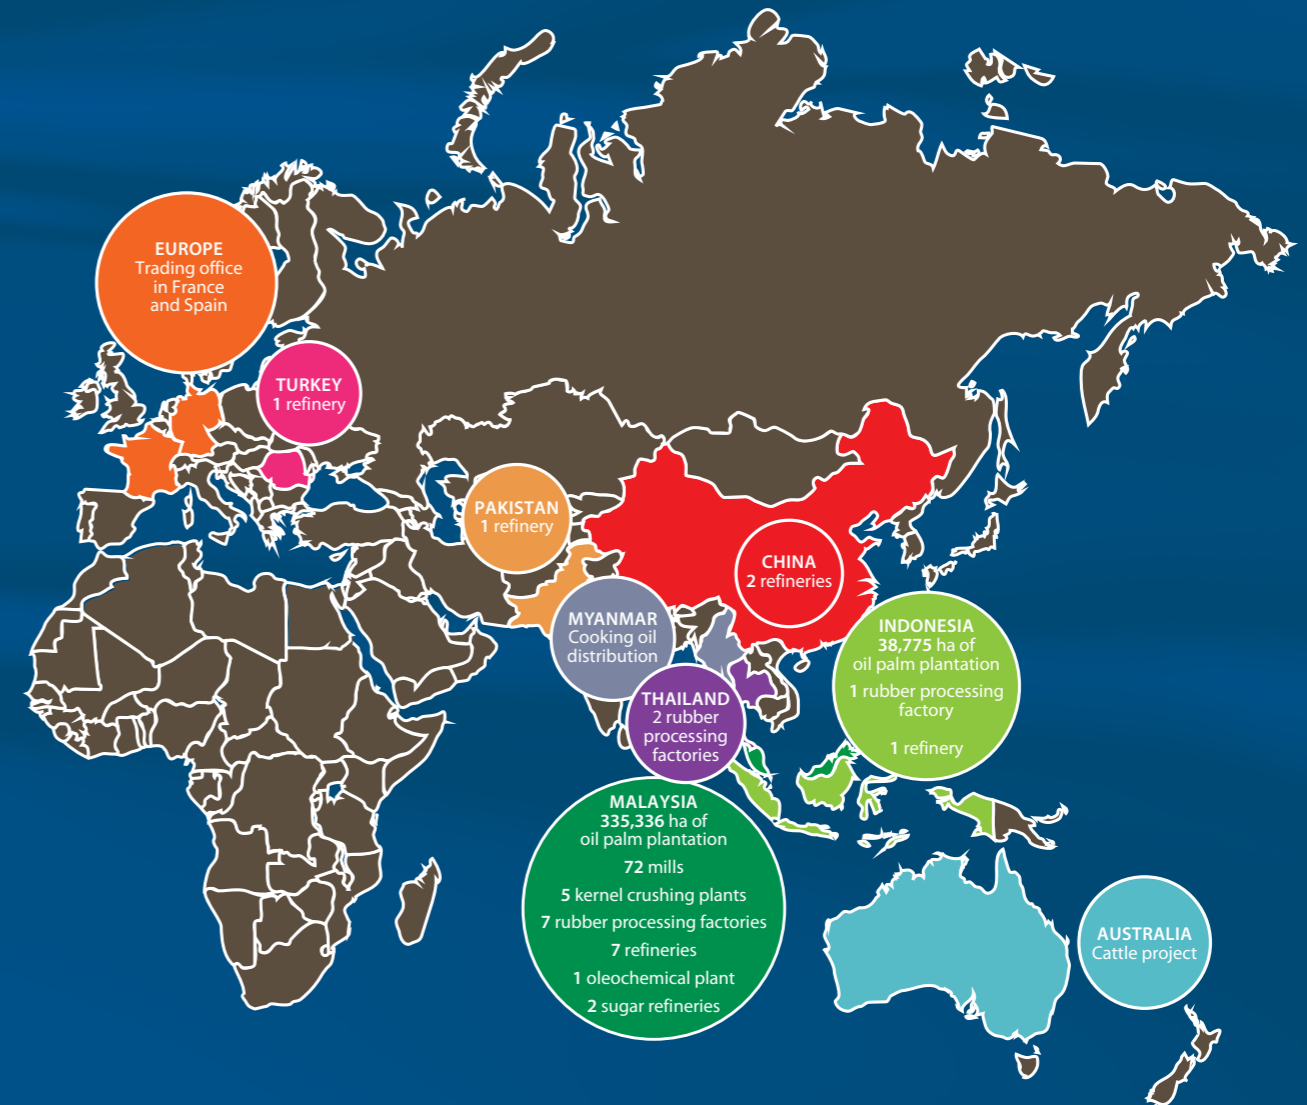 EUROPE
Trading office
in France
and Spain
TURKEY
1 refinery
PAKISTAN
1 refinery
CHINA
2 refineries
MYANMAR
Cooking oil
distribution
INDONESIA
38,775 ha of
oil palm plantation
1 rubber processing
factory
1 refinery
THAILAND
2 rubber
processing
factories
MALAYSIA
335,336 ha of
oil palm plantation
72 mills
5 kernel crushing plants
7 rubber processing factories
7 refineries
1 oleochemical plant
2 sugar refineries
AUSTRALIA
Cattle project